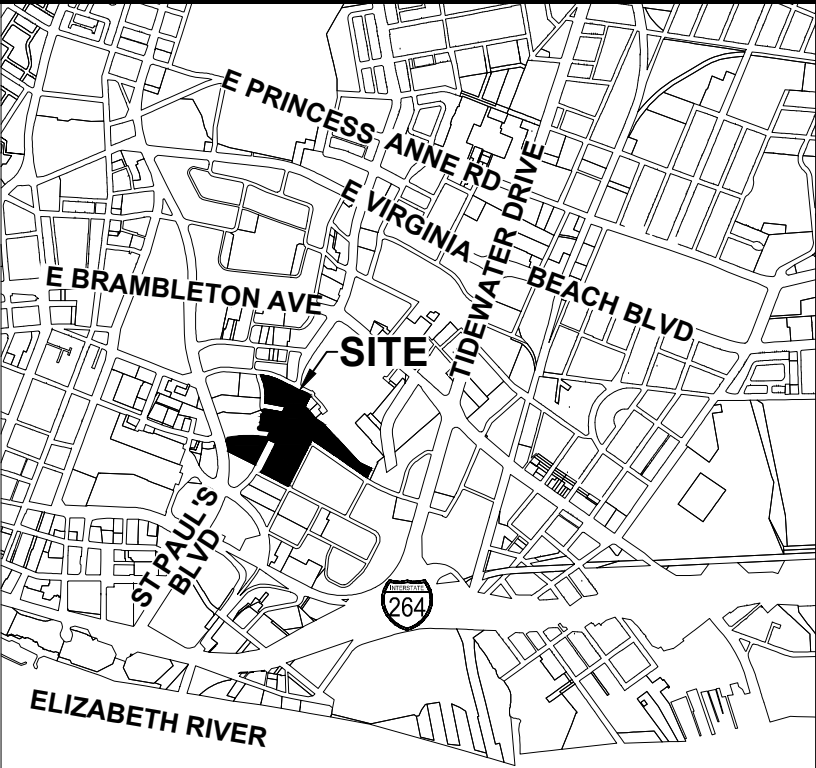 E PRINCESS ANNE RD
E VIRGINIA BEACH BLVD
TIDEWATER DRIVE
E BRAMBLETON AVE
SITE
ST PAUL'S
BLVD
INTERSTATE
264
ELIZABETH RIVER